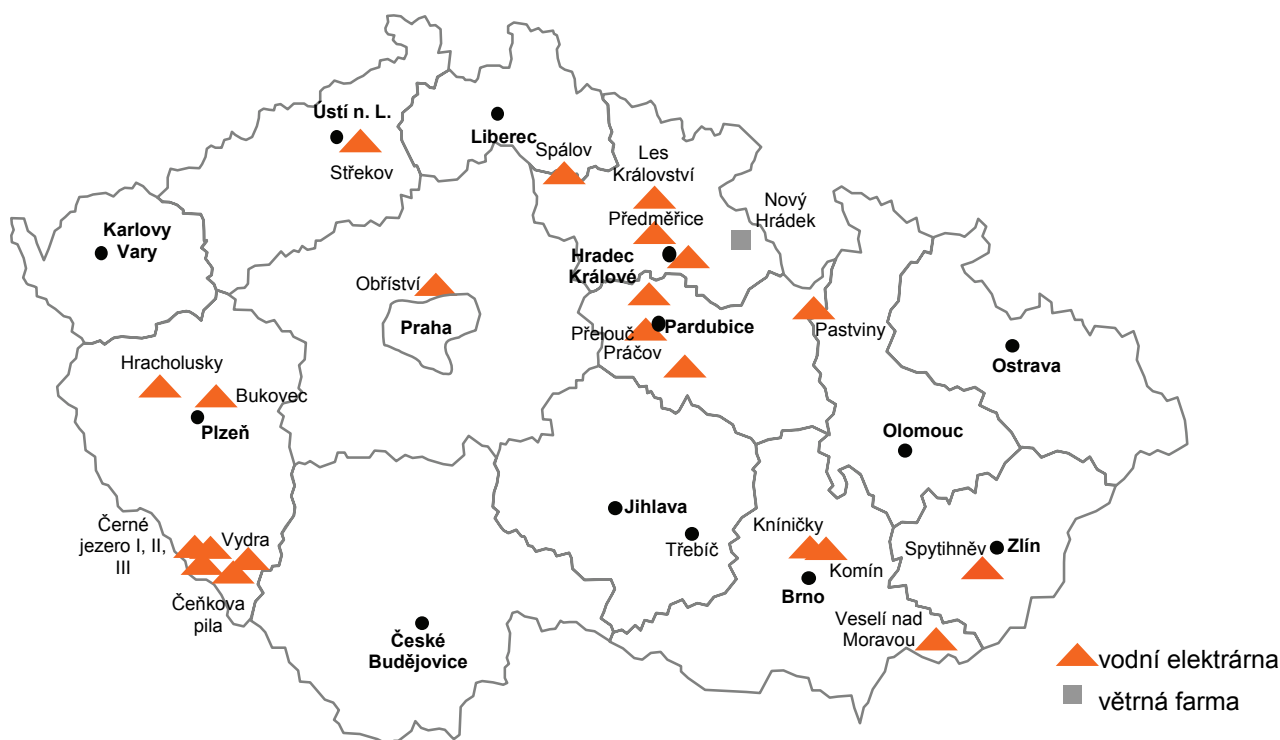 Ústí n. L.
Střekov
Liberec
Spálov
Les
Království
Předměřice
Nový
Hrádek
Karlovy
Vary
Hradec
Králové
Obříství
Praha
Přelouč
Pardubice
Práčov
Pastviny
Ostrava
Hracholusky
Bukovec
Plzeň
Olomouc
Jihlava
Třebíč
Černé
jezero I, II,
III
Vydra
Čeňkova
pila
Kníničky
Komín
Brno
Spytihněv
Zlín
České
Budějovice
Veselí nad
Moravou
vodní elektrárna
větrná farma